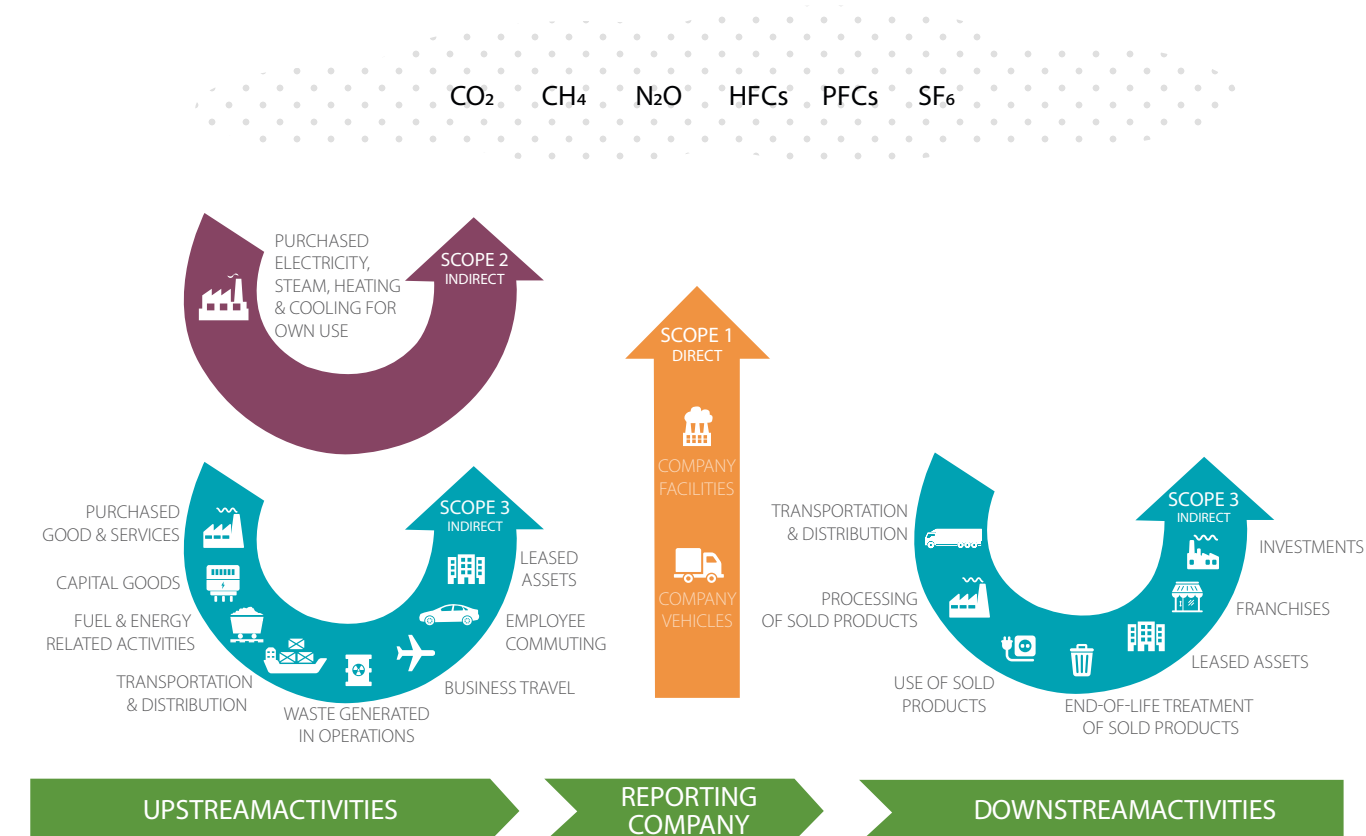 CO₂ CH₄ N₂O HFCs PFCs SF₆
PURCHASED
ELECTRICITY,
STEAM, HEATING
& COOLING FOR
OWN USE
SCOPE 2
INDIRECT
SCOPE 1
DIRECT
COMPANY
FACILITIES
COMPANY
VEHICLES
SCOPE 3
INDIRECT
PURCHASED
GOOD & SERVICES
CAPITAL GOODS
FUEL & ENERGY
RELATED ACTIVITIES
TRANSPORTATION
& DISTRIBUTION
WASTE GENERATED
IN OPERATIONS
BUSINESS TRAVEL
EMPLOYEE
COMMUTING
LEASED
ASSETS
SCOPE 3
INDIRECT
TRANSPORTATION
& DISTRIBUTION
PROCESSING
OF SOLD PRODUCTS
USE OF SOLD
PRODUCTS
END-OF-LIFE TREATMENT
OF SOLD PRODUCTS
LEASED ASSETS
FRANCHISES
INVESTMENTS
UPSTREAMACTIVITIES
REPORTING
COMPANY
DOWNSTREAMACTIVITIES